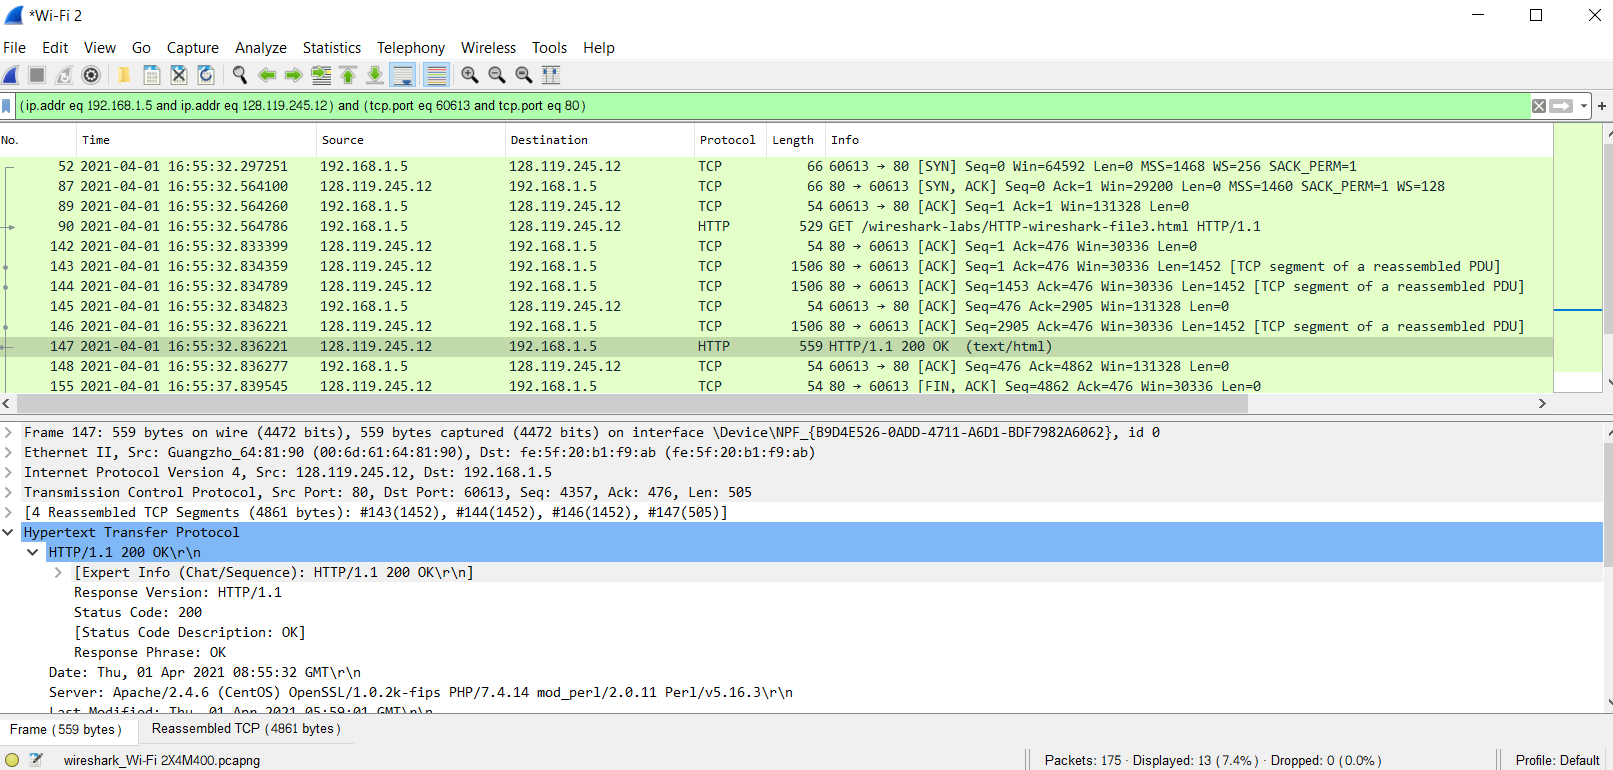 *Wi-Fi 2
File Edit View Go Capture Analyze Statistics Telephony Wireless Tools Help
(ip.addr eq 192.168.1.5 and ip.addr eq 128.119.245.12) and (tcp.port eq 60613 and tcp.port eq 80)
No. Time Source Destination Protocol Length Info
52 2021-04-01 16:55:32.297251 192.168.1.5 128.119.245.12 TCP 66 60613 → 80 [SYN] Seq=0 Win=64592 Len=0 MSS=1468 WS=256 SACK_PERM=1
87 2021-04-01 16:55:32.564100 128.119.245.12 192.168.1.5 TCP 66 80 → 60613 [SYN, ACK] Seq=0 Ack=1 Win=29200 Len=0 MSS=1460 SACK_PERM=1 WS=128
89 2021-04-01 16:55:32.564260 192.168.1.5 128.119.245.12 TCP 54 60613 → 80 [ACK] Seq=1 Ack=1 Win=131328 Len=0
90 2021-04-01 16:55:32.564786 192.168.1.5 128.119.245.12 HTTP 529 GET /wireshark-labs/HTTP-wireshark-file3.html HTTP/1.1
142 2021-04-01 16:55:32.833399 128.119.245.12 192.168.1.5 TCP 54 80 → 60613 [ACK] Seq=1 Ack=476 Win=30336 Len=0
143 2021-04-01 16:55:32.834359 128.119.245.12 192.168.1.5 TCP 1506 80 → 60613 [ACK] Seq=1 Ack=476 Win=30336 Len=1452 [TCP segment of a reassembled PDU]
144 2021-04-01 16:55:32.834789 128.119.245.12 192.168.1.5 TCP 1506 80 → 60613 [ACK] Seq=1453 Ack=476 Win=30336 Len=1452 [TCP segment of a reassembled PDU]
145 2021-04-01 16:55:32.834823 192.168.1.5 128.119.245.12 TCP 54 60613 → 80 [ACK] Seq=476 Ack=2905 Win=131328 Len=0
146 2021-04-01 16:55:32.836221 128.119.245.12 192.168.1.5 TCP 1506 80 → 60613 [ACK] Seq=2905 Ack=476 Win=30336 Len=1452 [TCP segment of a reassembled PDU]
147 2021-04-01 16:55:32.836221 128.119.245.12 192.168.1.5 HTTP 559 HTTP/1.1 200 OK (text/html)
148 2021-04-01 16:55:32.836277 192.168.1.5 128.119.245.12 TCP 54 60613 → 80 [ACK] Seq=476 Ack=4862 Win=131328 Len=0
155 2021-04-01 16:55:37.839545 128.119.245.12 192.168.1.5 TCP 54 80 → 60613 [FIN, ACK] Seq=4862 Ack=476 Win=30336 Len=0
Frame 147: 559 bytes on wire (4472 bits), 559 bytes captured (4472 bits) on interface \Device\NPF_{B9D4E526-0ADD-4711-A6D1-BDF7982A6062}, id 0
Ethernet II, Src: Guangzho_64:81:90 (00:6d:61:64:81:90), Dst: fe:5f:20:b1:f9:ab (fe:5f:20:b1:f9:ab)
Internet Protocol Version 4, Src: 128.119.245.12, Dst: 192.168.1.5
Transmission Control Protocol, Src Port: 80, Dst Port: 60613, Seq: 4357, Ack: 476, Len: 505
[4 Reassembled TCP Segments (4861 bytes): #143(1452), #144(1452), #146(1452), #147(505)]
Hypertext Transfer Protocol
HTTP/1.1 200 OK\r\n
[Expert Info (Chat/Sequence): HTTP/1.1 200 OK\r\n]
Response Version: HTTP/1.1
Status Code: 200
[Status Code Description: OK]
Response Phrase: OK
Date: Thu, 01 Apr 2021 08:55:32 GMT\r\n
Server: Apache/2.4.6 (CentOS) OpenSSL/1.0.2k-fips PHP/7.4.14 mod_perl/2.0.11 Perl/v5.16.3\r\n
Last Modified: Thu, 01 Apr 2021 05:59:01 GMT\r\n
Frame (559 bytes) Reassembled TCP (4861 bytes)
wireshark_Wi-Fi 2X4M400.pcapng Packets: 175 · Displayed: 13 (7.4%) · Dropped: 0 (0.0%) Profile: Default